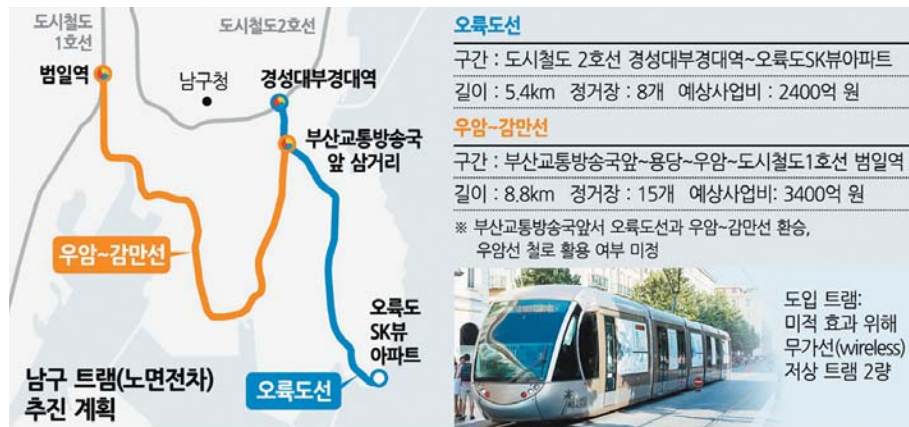 도시철도
1호선
도시철도2호선
범일역
남구청
경성대부경대역
부산교통방송국
앞 삼거리
우암~감만선
오륙도
SK뷰
아파트
오륙도선
남구 트램(노면전차)
추진 계획
오륙도선
구간 : 도시철도 2호선 경성대부경대역~오륙도SK뷰아파트
길이 : 5.4km 정거장 : 8개 예상사업비 : 2400억 원
우암~감만선
구간 : 부산교통방송국앞~용당~우암~도시철도1호선 범일역
길이 : 8.8km 정거장 : 15개 예상사업비: 3400억 원
※ 부산교통방송국앞서 오륙도선과 우암~감만선 환승,
우암선 철로 활용 여부 미정
도입 트램:
미적 효과 위해
무가선(wireless)
저상 트램 2량